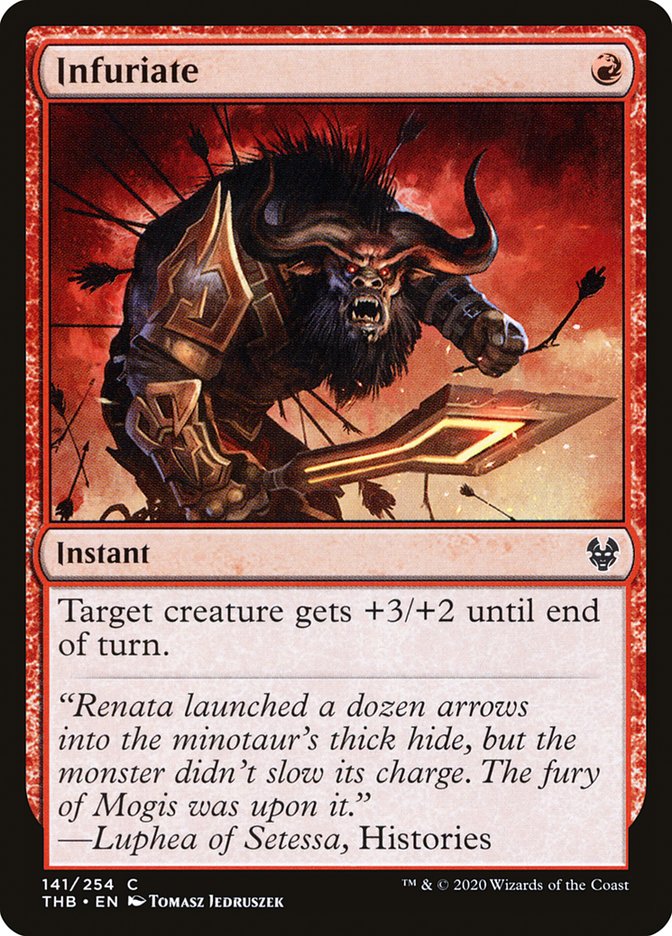 Infuriate
Instant
Target creature gets +3/+2 until end
of turn.
“Renata launched a dozen arrows
into the minotaur’s thick hide, but the
monster didn’t slow its charge. The fury
of Mogis was upon it.”
—Luphea of Setessa, Histories
141/254 C
™ & © 2020 Wizards of the Coast
THB • EN Tomasz Jedruszek